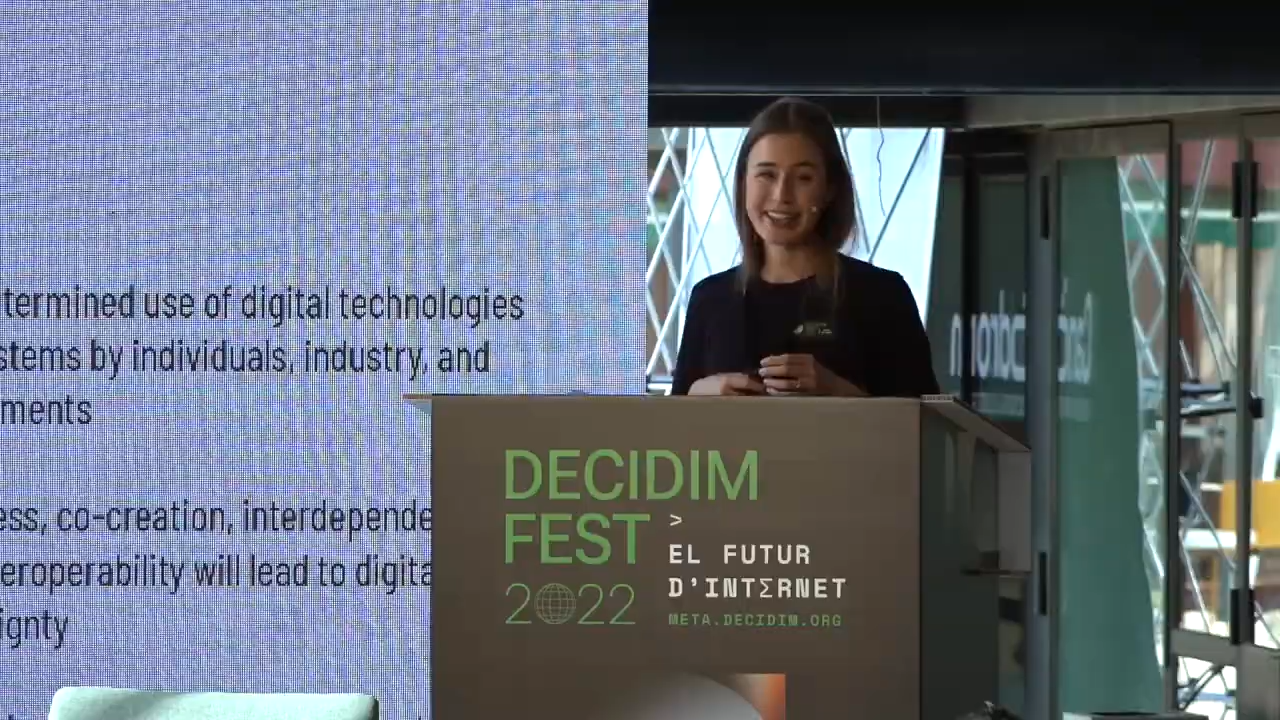 termined use of digital technologies
stems by individuals, industry, and
ments
ess, co-creation, interdepende
eroperability will lead to digita
ignty
DECIDIM
FEST
2022
>
EL FUTUR
D'INTΣRNET
META.DECIDIM.ORG